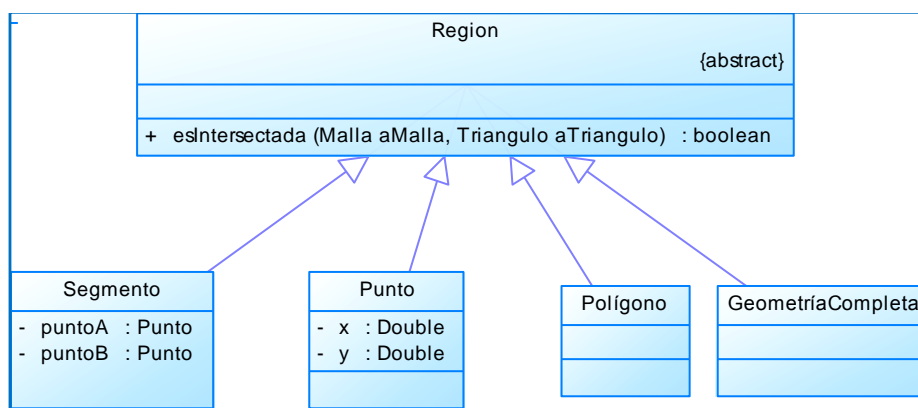 Region
{abstract}
+ esIntersectada (Malla aMalla, Triangulo aTriangulo) : boolean
Segmento
- puntoA : Punto
- puntoB : Punto
Punto
- x : Double
- y : Double
Polígono
GeometríaCompleta